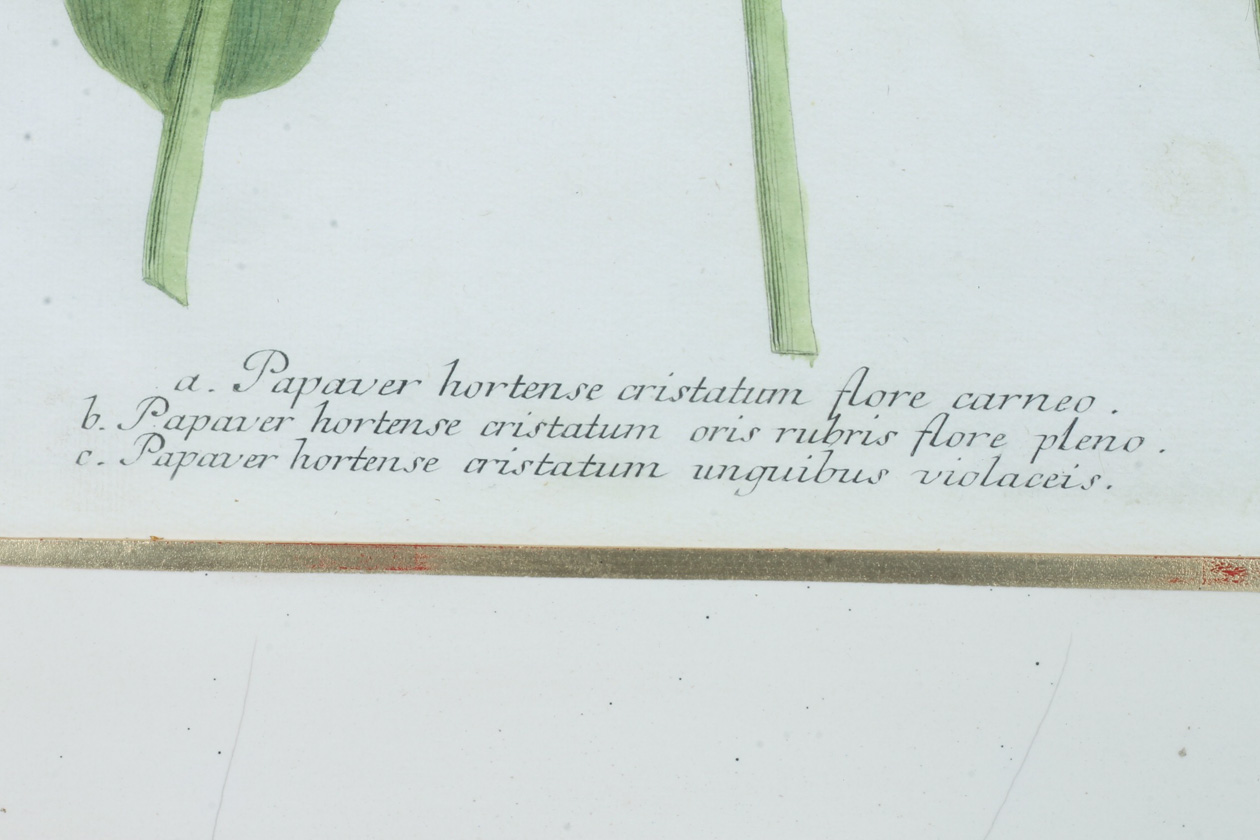 a. Papaver hortense cristatum flore carneo.
b. Papaver hortense cristatum oris rubris flore pleno.
c. Papaver hortense cristatum unguibus violaceis.